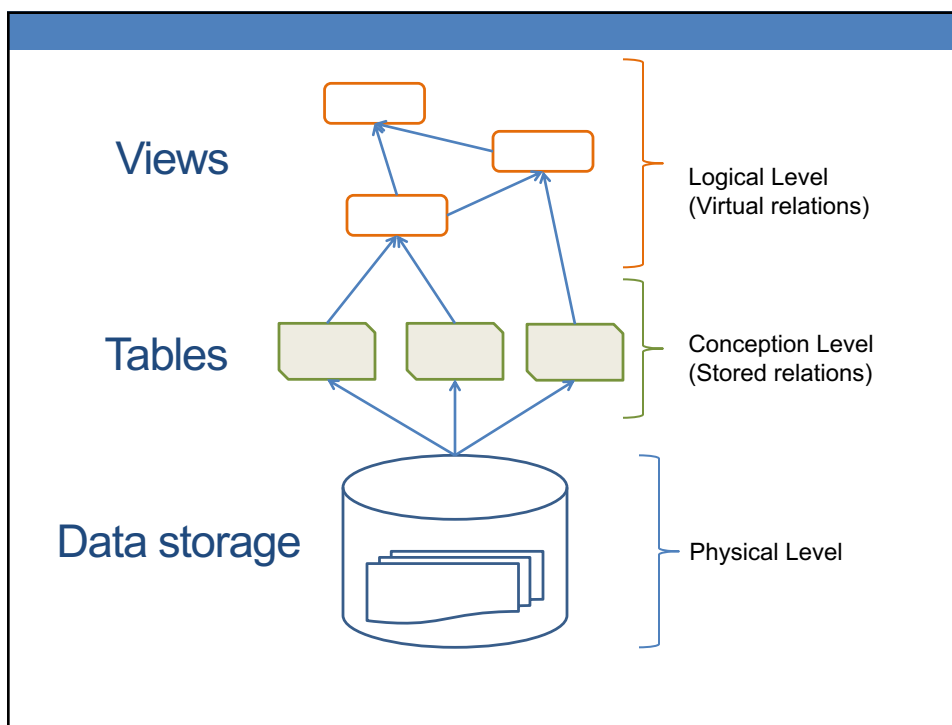 Views
Logical Level
(Virtual relations)
Tables
Conception Level
(Stored relations)
Data storage
Physical Level